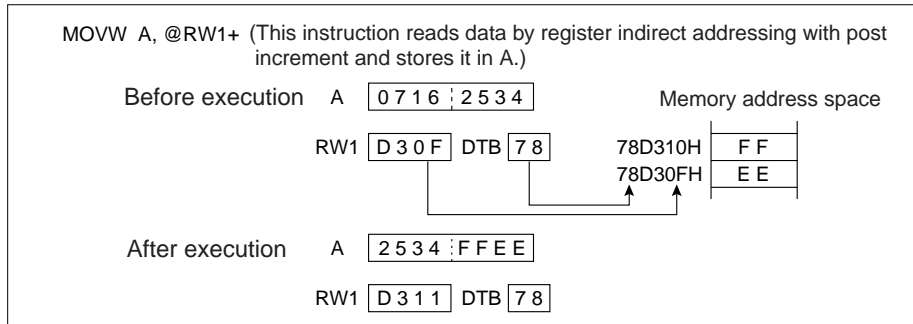 MOVW A, @RW1+ (This instruction reads data by register indirect addressing with post
increment and stores it in A.)
Before execution A 0716 2534 Memory address space
RW1 D30F DTB 78 78D310H FF
78D30FH EE
After execution A 2534 FFEE
RW1 D311 DTB 78